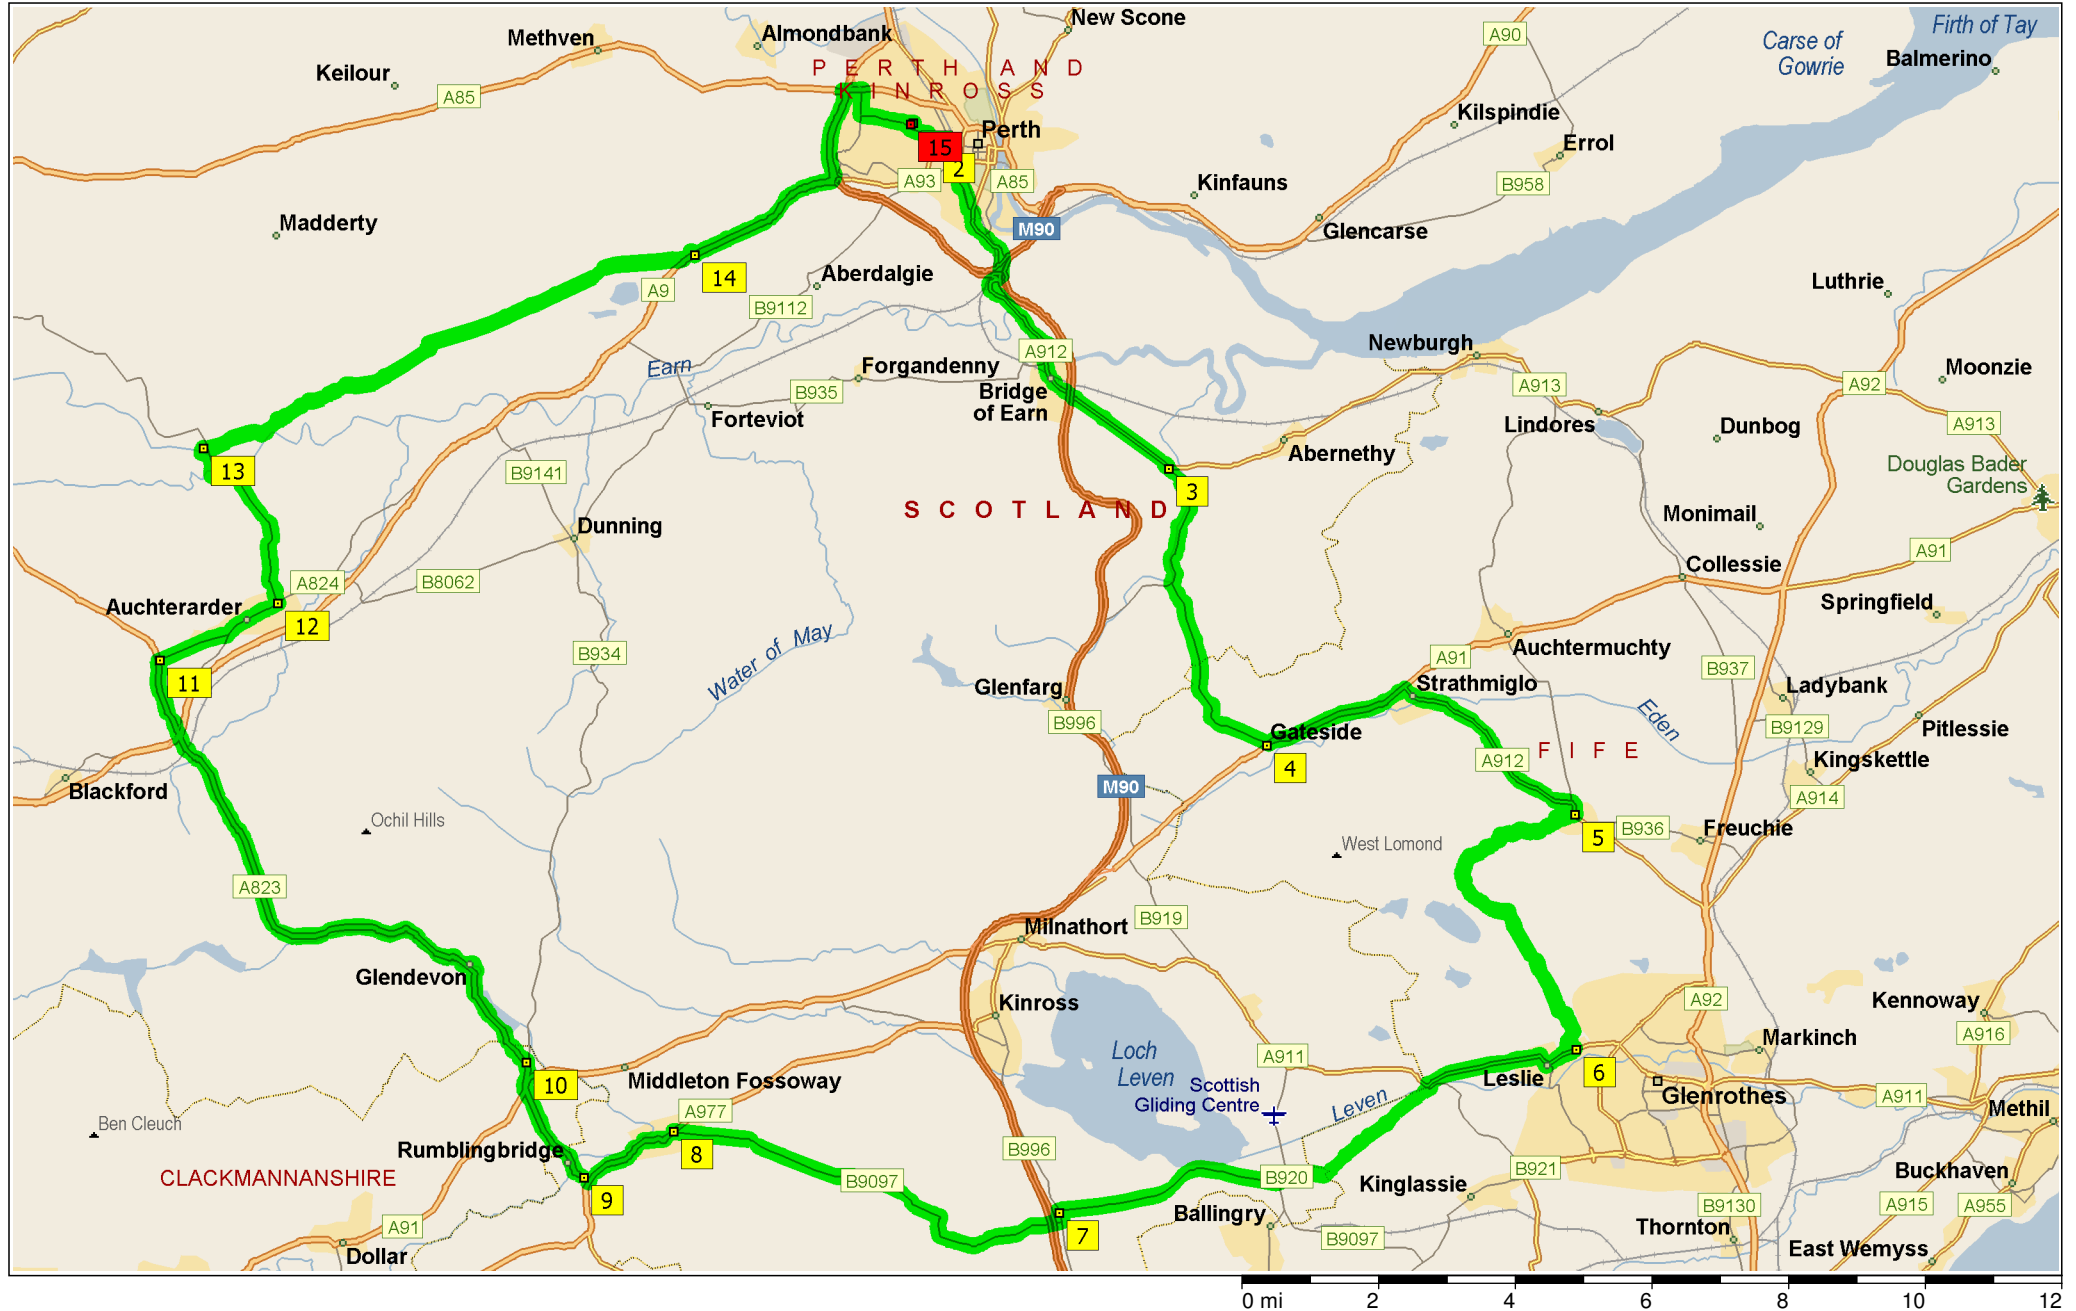 New Scone
Firth of Tay
Methven
Almondbank
A90
Carse of
Gowrie
Balmerino
Keilour
PERTH AND
KINROSS
A85
Kilspindie
15
Perth
Errol
2
A93
A85
Kinfauns
B958
Madderty
M90
Glencarse
14
Aberdalgie
A9
B9112
Luthrie
Newburgh
A912
Earn
Forgandenny
Moonzie
B935
A913
A92
Bridge
of Earn
Forteviot
Lindores
Dunbog
A913
Abernethy
13
B9141
Douglas Bader
Gardens
3
SCOTLAND
Monimail
Dunning
A91
Collessie
A824
B8062
Auchterarder
Springfield
12
Water of May
Auchtermuchty
B934
A91
B937
11
Glenfarg
Strathmiglo
Ladybank
B996
Eden
B9129
Pitlessie
Gateside
FIFE
A912
Kingskettle
4
M90
Blackford
A914
Ochil Hills
West Lomond
5
B936
Freuchie
A823
B919
Milnathort
Glendevon
Kinross
A92
Kennoway
A916
Markinch
Loch
Leven
A911
Middleton Fossoway
10
Scottish
Gliding Centre
Leslie
6
Glenrothes
A911
Leven
Methil
A977
Ben Cleuch
Rumblingbridge
8
B996
CLACKMANNANSHIRE
B9097
B920
B921
Kinglassie
Buckhaven
9
Ballingry
B9130
A915
A955
A91
7
Thornton
B9097
Dollar
East Wemyss
0 mi
2
4
6
8
10
12